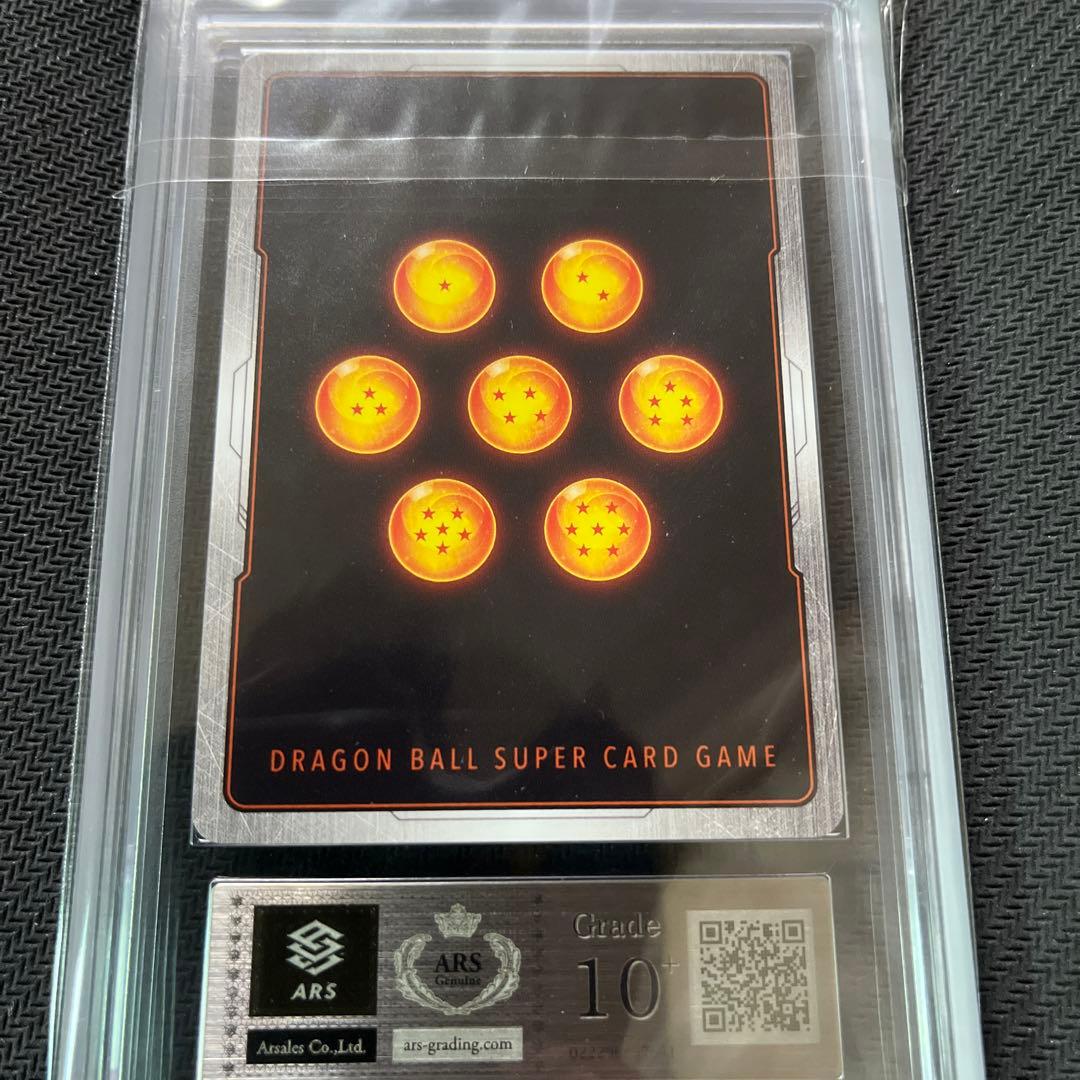 DRAGON BALL SUPER CARD GAME
ARS
Arsales Co.,Ltd.
ARS
Genuine
ars-grading.com
Grade
10+